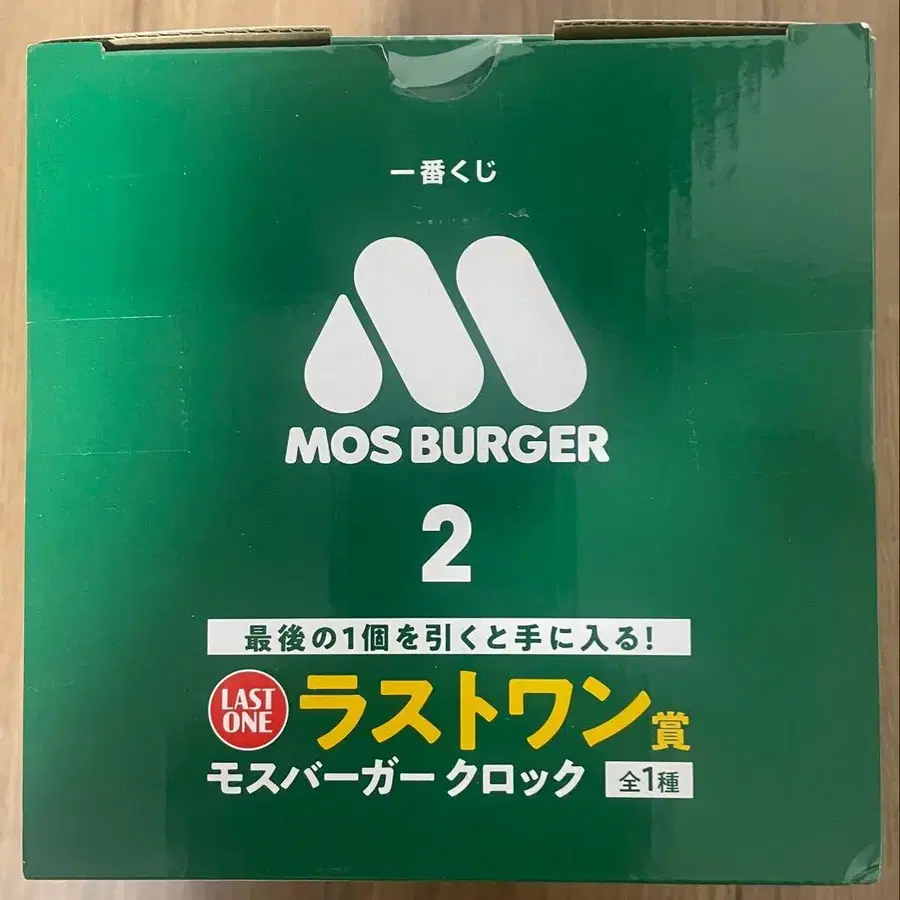 一番くじ
MOS BURGER
2
最後の1個を引くと手に入る!
LAST
ONE
ラストワン賞
モスバーガー クロック 全1種